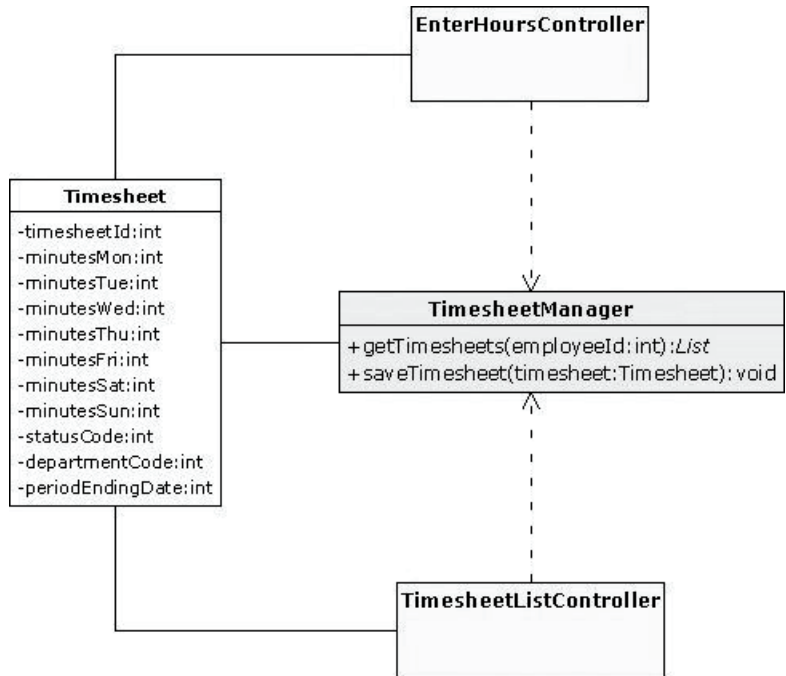 EnterHoursController
Timesheet
-timesheetId:int
-minutesMon:int
-minutesTue:int
-minutesWed:int
-minutesThu:int
-minutesFri:int
-minutesSat:int
-minutesSun:int
-statusCode:int
-departmentCode:int
-periodEndingDate:int
TimesheetManager
+getTimesheets(employeeId:int):List
+saveTimesheet(timesheet:Timesheet):void
TimesheetListController